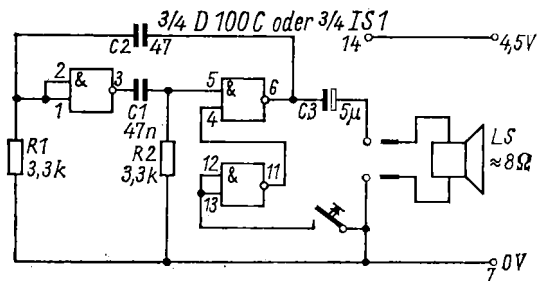 3/4 D 100 C oder 3/4 IS1
C2
47
14
4,5V
2
&
3
1
C1
47n
5
&
6
4
C3
5µ
R1
3,3k
R2
3,3k
12
&
11
13
LS
≈8Ω
0V
7